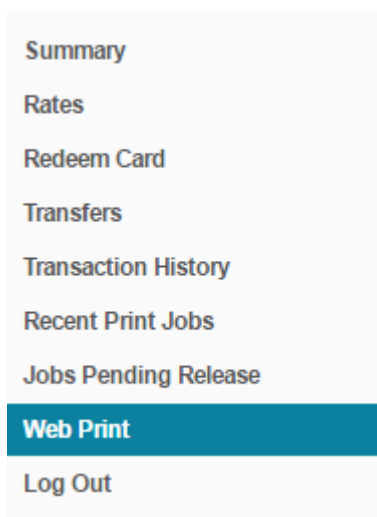 Summary
Rates
Redeem Card
Transfers
Transaction History
Recent Print Jobs
Jobs Pending Release
Web Print
Log Out